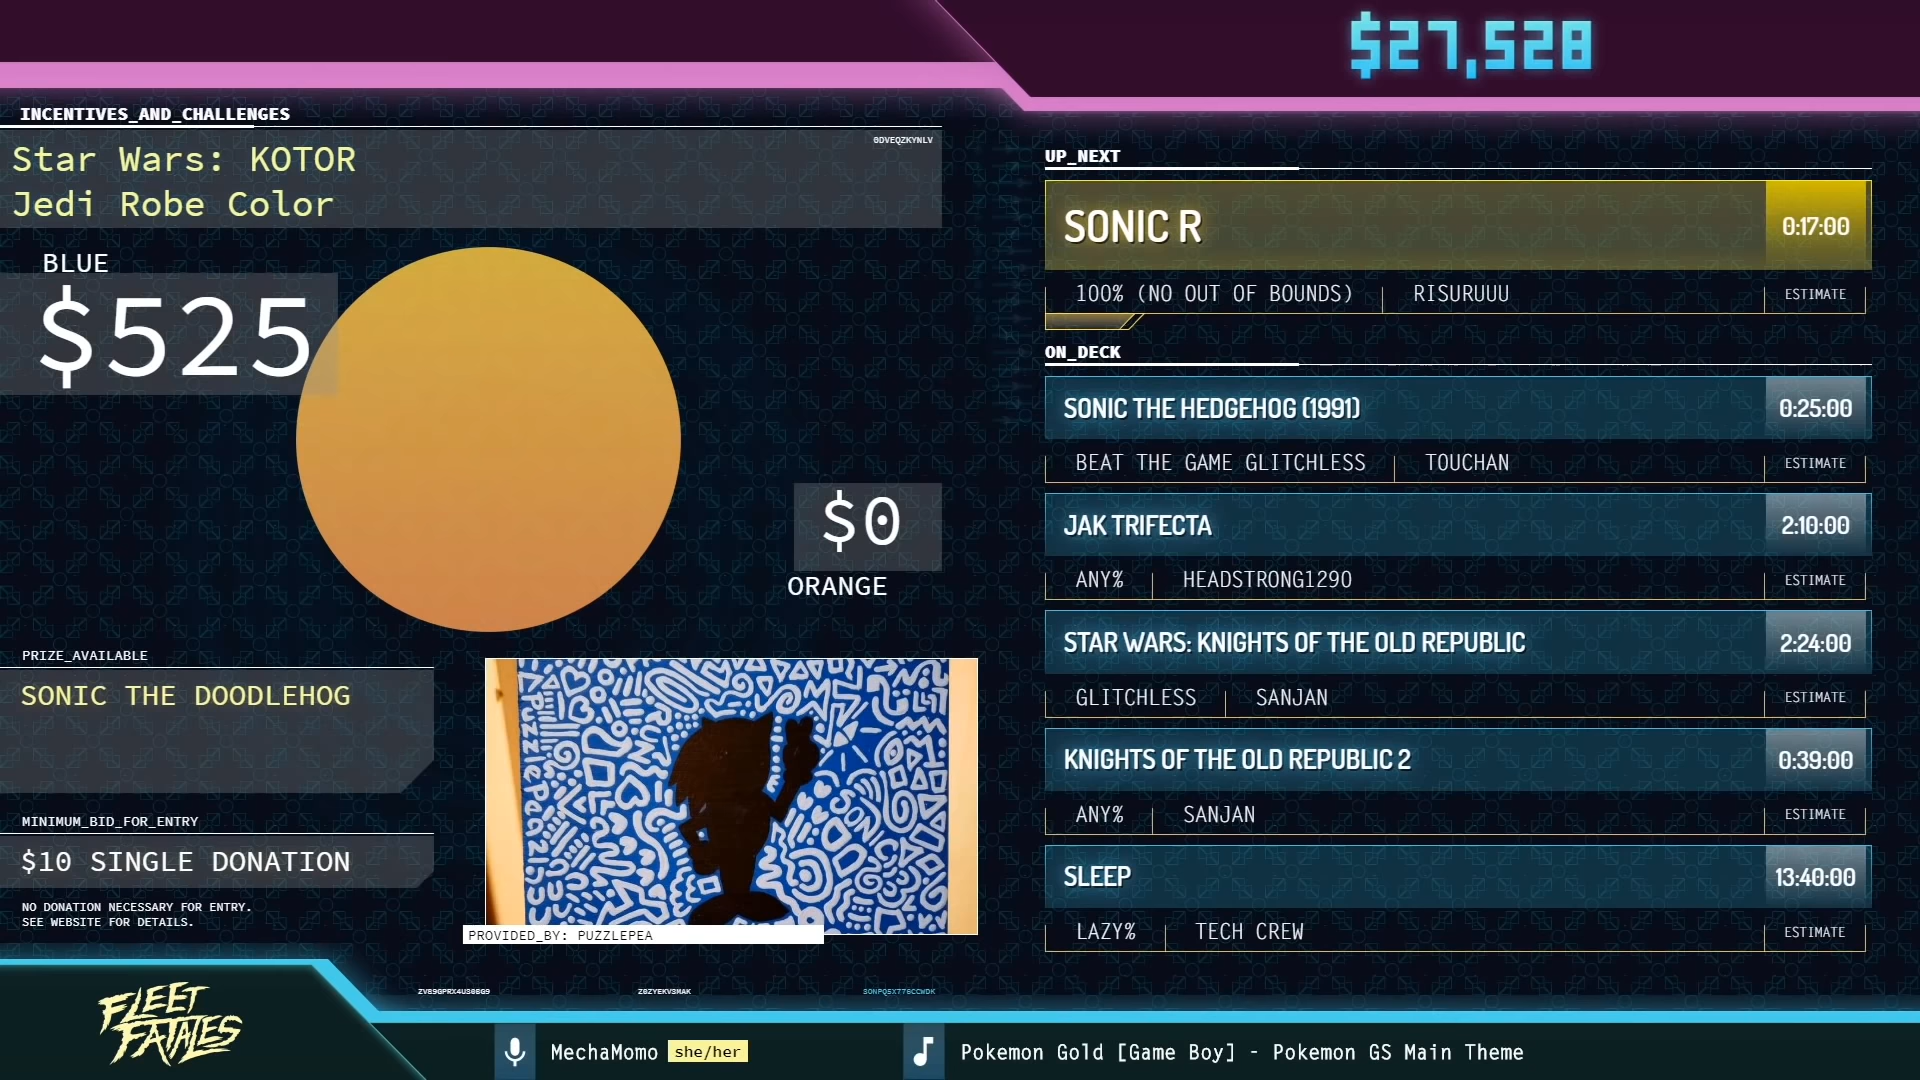 $27,528
INCENTIVES_AND_CHALLENGES
0DVEQZKYNLV
Star Wars: KOTOR
Jedi Robe Color
BLUE
$525
$0
ORANGE
PRIZE_AVAILABLE
SONIC THE DOODLEHOG
MINIMUM_BID_FOR_ENTRY
$10 SINGLE DONATION
NO DONATION NECESSARY FOR ENTRY.
SEE WEBSITE FOR DETAILS.
PuzzlePeaz
SONIC
PROVIDED_BY: PUZZLEPEA
UP_NEXT
SONIC R
0:17:00
100% (NO OUT OF BOUNDS)
RISURUUU
ESTIMATE
ON_DECK
SONIC THE HEDGEHOG (1991)
0:25:00
BEAT THE GAME GLITCHLESS
TOUCHAN
ESTIMATE
JAK TRIFECTA
2:10:00
ANY%
HEADSTRONG1290
ESTIMATE
STAR WARS: KNIGHTS OF THE OLD REPUBLIC
2:24:00
GLITCHLESS
SANJAN
ESTIMATE
KNIGHTS OF THE OLD REPUBLIC 2
0:39:00
ANY%
SANJAN
ESTIMATE
SLEEP
13:40:00
LAZY%
TECH CREW
ESTIMATE
FLEET
FATALES
MechaMomo she/her
Pokemon Gold [Game Boy] - Pokemon GS Main Theme